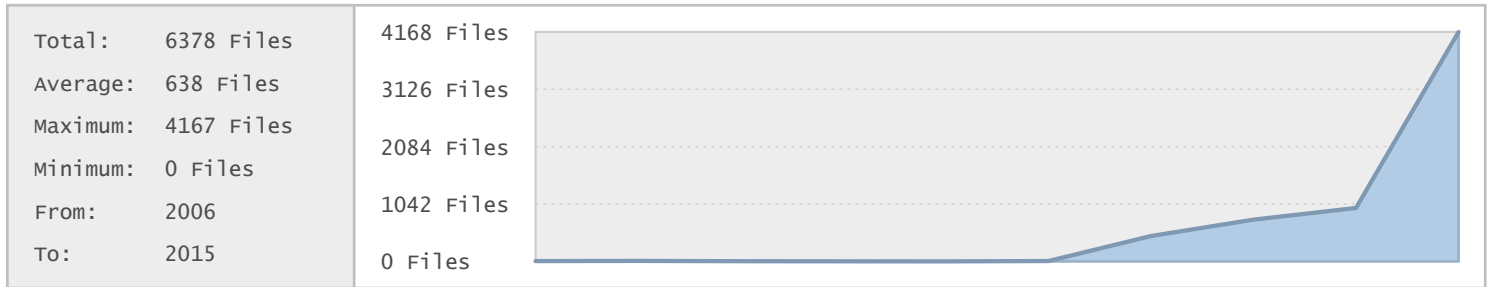 Total: 6378 Files
Average: 638 Files
Maximum: 4167 Files
Minimum: 0 Files
From: 2006
To: 2015
4168 Files
3126 Files
2084 Files
1042 Files
0 Files